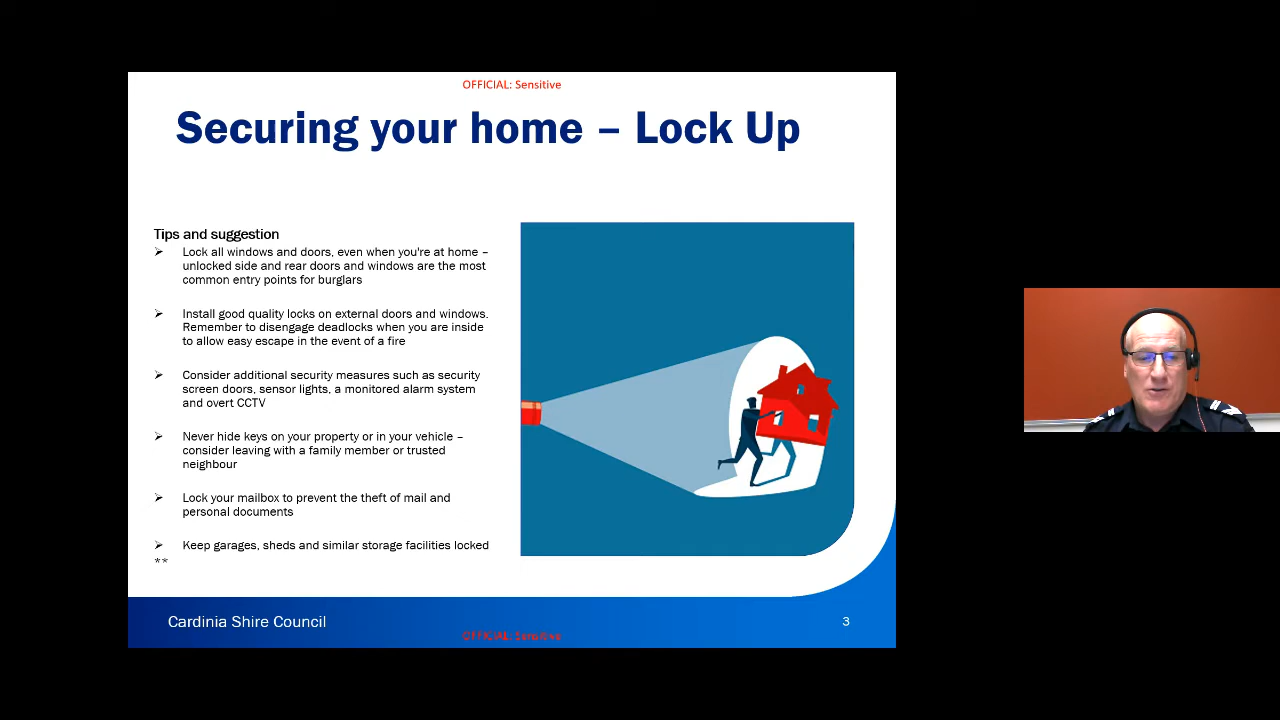 OFFICIAL: Sensitive
Securing your home – Lock Up
Tips and suggestion
➢ Lock all windows and doors, even when you're at home –
unlocked side and rear doors and windows are the most
common entry points for burglars
➢ Install good quality locks on external doors and windows.
Remember to disengage deadlocks when you are inside
to allow easy escape in the event of a fire
➢ Consider additional security measures such as security
screen doors, sensor lights, a monitored alarm system
and overt CCTV
➢ Never hide keys on your property or in your vehicle –
consider leaving with a family member or trusted
neighbour
➢ Lock your mailbox to prevent the theft of mail and
personal documents
➢ Keep garages, sheds and similar storage facilities locked
**
Cardinia Shire Council
3
OFFICIAL: Sensitive